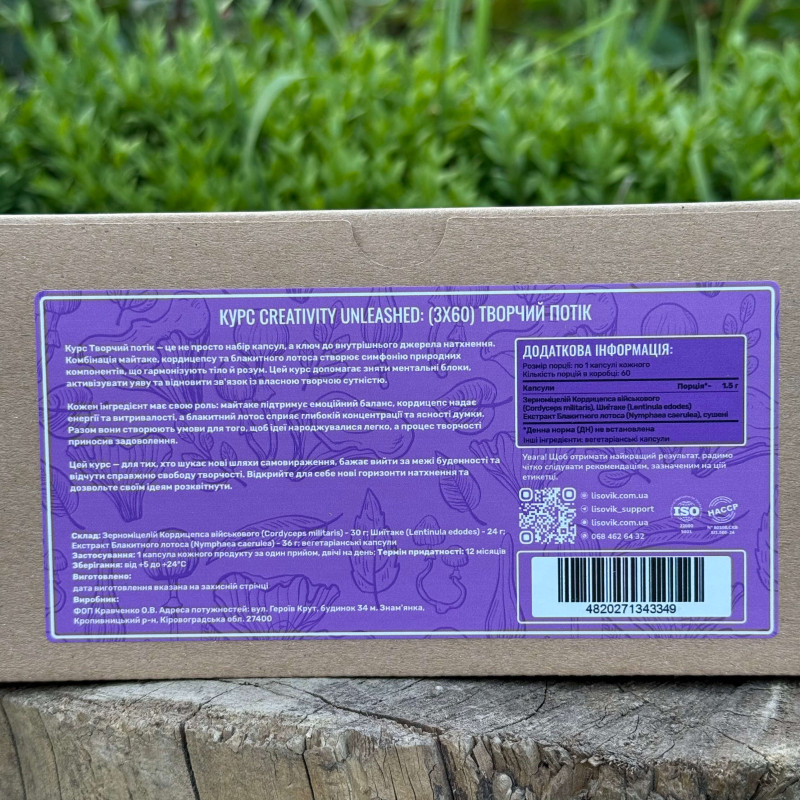 КУРС CREATIVITY UNLEASHED: (3X60) ТВОРЧИЙ ПОТІК
Курс Творчий потік – це не просто набір капсул, а ключ до внутрішнього джерела натхнення.
Комбінація майтаке, кордицепсу та блакитного лотоса створює симфонію природних
компонентів, що гармонізують тіло й розум. Цей курс допомагає зняти ментальні блоки,
активізувати уяву та відновити зв'язок із власною творчою сутністю.
Кожен інгредієнт має свою роль: майтаке підтримує емоційний баланс, кордицепс надає
енергії та витривалості, а блакитний лотос сприяє глибокій концентрації та ясності думки.
Разом вони створюють умови для того, щоб ідеї народжувалися легко, а процес творчості
приносив задоволення.
Цей курс – для тих, хто шукає нові шляхи самовираження, бажає вийти за межі буденності та
відчути справжню свободу творчості. Відкрийте для себе нові горизонти натхнення та
дозвольте своїм ідеям розквітнути.
Склад: Зерноміцелій Кордицепса військового (Cordyceps militaris) - 30 г; Шиїтаке (Lentinula edodes) - 24 г;
Екстракт Блакитного лотоса (Nymphaea caerulea) - 36 г; вегетаріанські капсули
Застосування: 1 капсула кожного продукту за один прийом, двічі на день: Термін придатності: 12 місяців
Зберігання: від +5 до +24°C
Виготовлено:
дата виготовлення вказана на захисній стрічці
Виробник:
ФОП Кравченко О.В. Адреса потужностей: вул. Героїв Крут. будинок 34 м. Знам'янка.
Кропивницький р-н, Кіровоградська обл. 27400
ДОДАТКОВА ІНФОРМАЦІЯ:
Розмір порції: по 1 капсулі кожного
Кількість порцій в коробці: 60
Капсули Порція*- 1.5 г
Зерноміцелій Кордицепса військового
(Cordyceps militaris), Шиїтаке (Lentinula edodes)
Екстракт Блакитного лотоса (Nymphaea caerulea), сушені
*Денна норма (ДН) не встановлена
Інші інгредієнти: вегетаріанські капсули
Увага! Щоб отримати найкращий результат, радимо
чітко слідувати рекомендаціям, зазначеним на цій
етикетці.
lisovik.com.ua
lisovik_support
lisovik.com.ua
068 462 64 32
ISO
HACCP
4820271343349